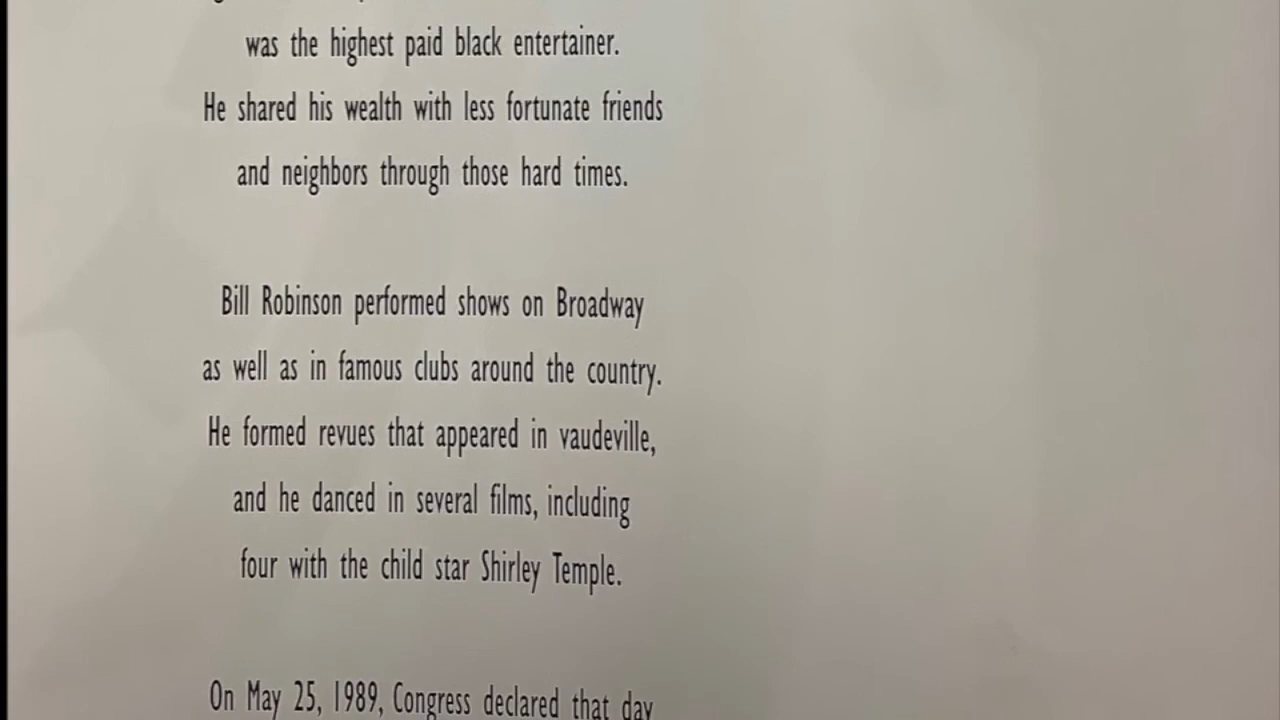 was the highest paid black entertainer.
He shared his wealth with less fortunate friends
and neighbors through those hard times.
Bill Robinson performed shows on Broadway
as well as in famous clubs around the country.
He formed revues that appeared in vaudeville,
and he danced in several films, including
four with the child star Shirley Temple.
On May 25, 1989, Congress declared that day